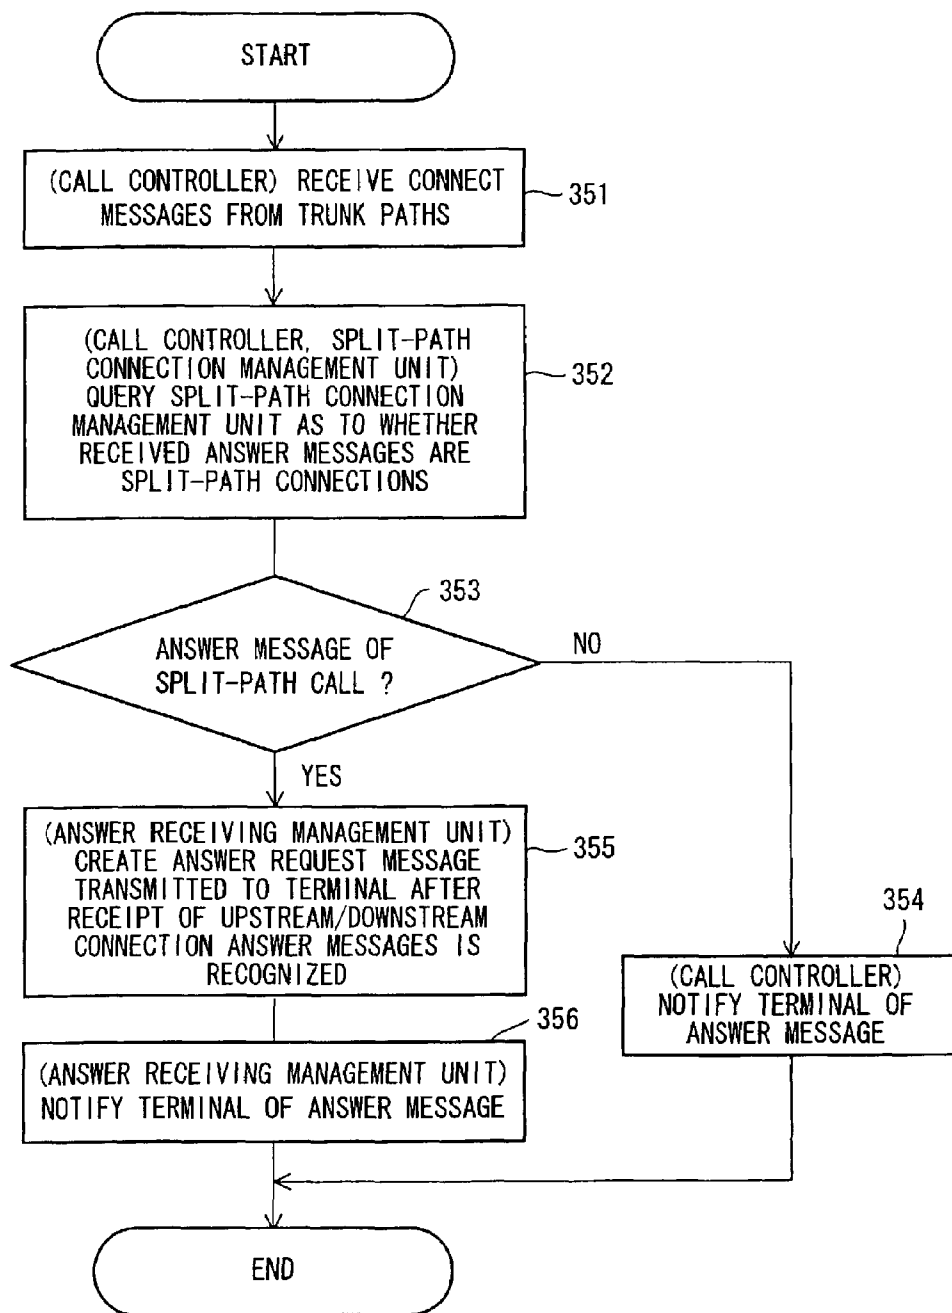 START
(CALL CONTROLLER) RECEIVE CONNECT
MESSAGES FROM TRUNK PATHS
351
(CALL CONTROLLER, SPLIT-PATH
CONNECTION MANAGEMENT UNIT)
QUERY SPLIT-PATH CONNECTION
MANAGEMENT UNIT AS TO WHETHER
RECEIVED ANSWER MESSAGES ARE
SPLIT-PATH CONNECTIONS
352
353
ANSWER MESSAGE OF
SPLIT-PATH CALL ?
NO
YES
(ANSWER RECEIVING MANAGEMENT UNIT)
CREATE ANSWER REQUEST MESSAGE
TRANSMITTED TO TERMINAL AFTER
RECEIPT OF UPSTREAM/DOWNSTREAM
CONNECTION ANSWER MESSAGES IS
RECOGNIZED
355
354
(CALL CONTROLLER)
NOTIFY TERMINAL OF
ANSWER MESSAGE
356
(ANSWER RECEIVING MANAGEMENT UNIT)
NOTIFY TERMINAL OF ANSWER MESSAGE
END